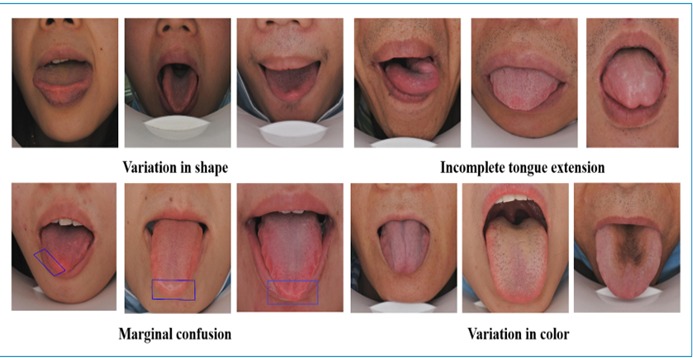 Variation in shape
Incomplete tongue extension
Marginal confusion
Variation in color